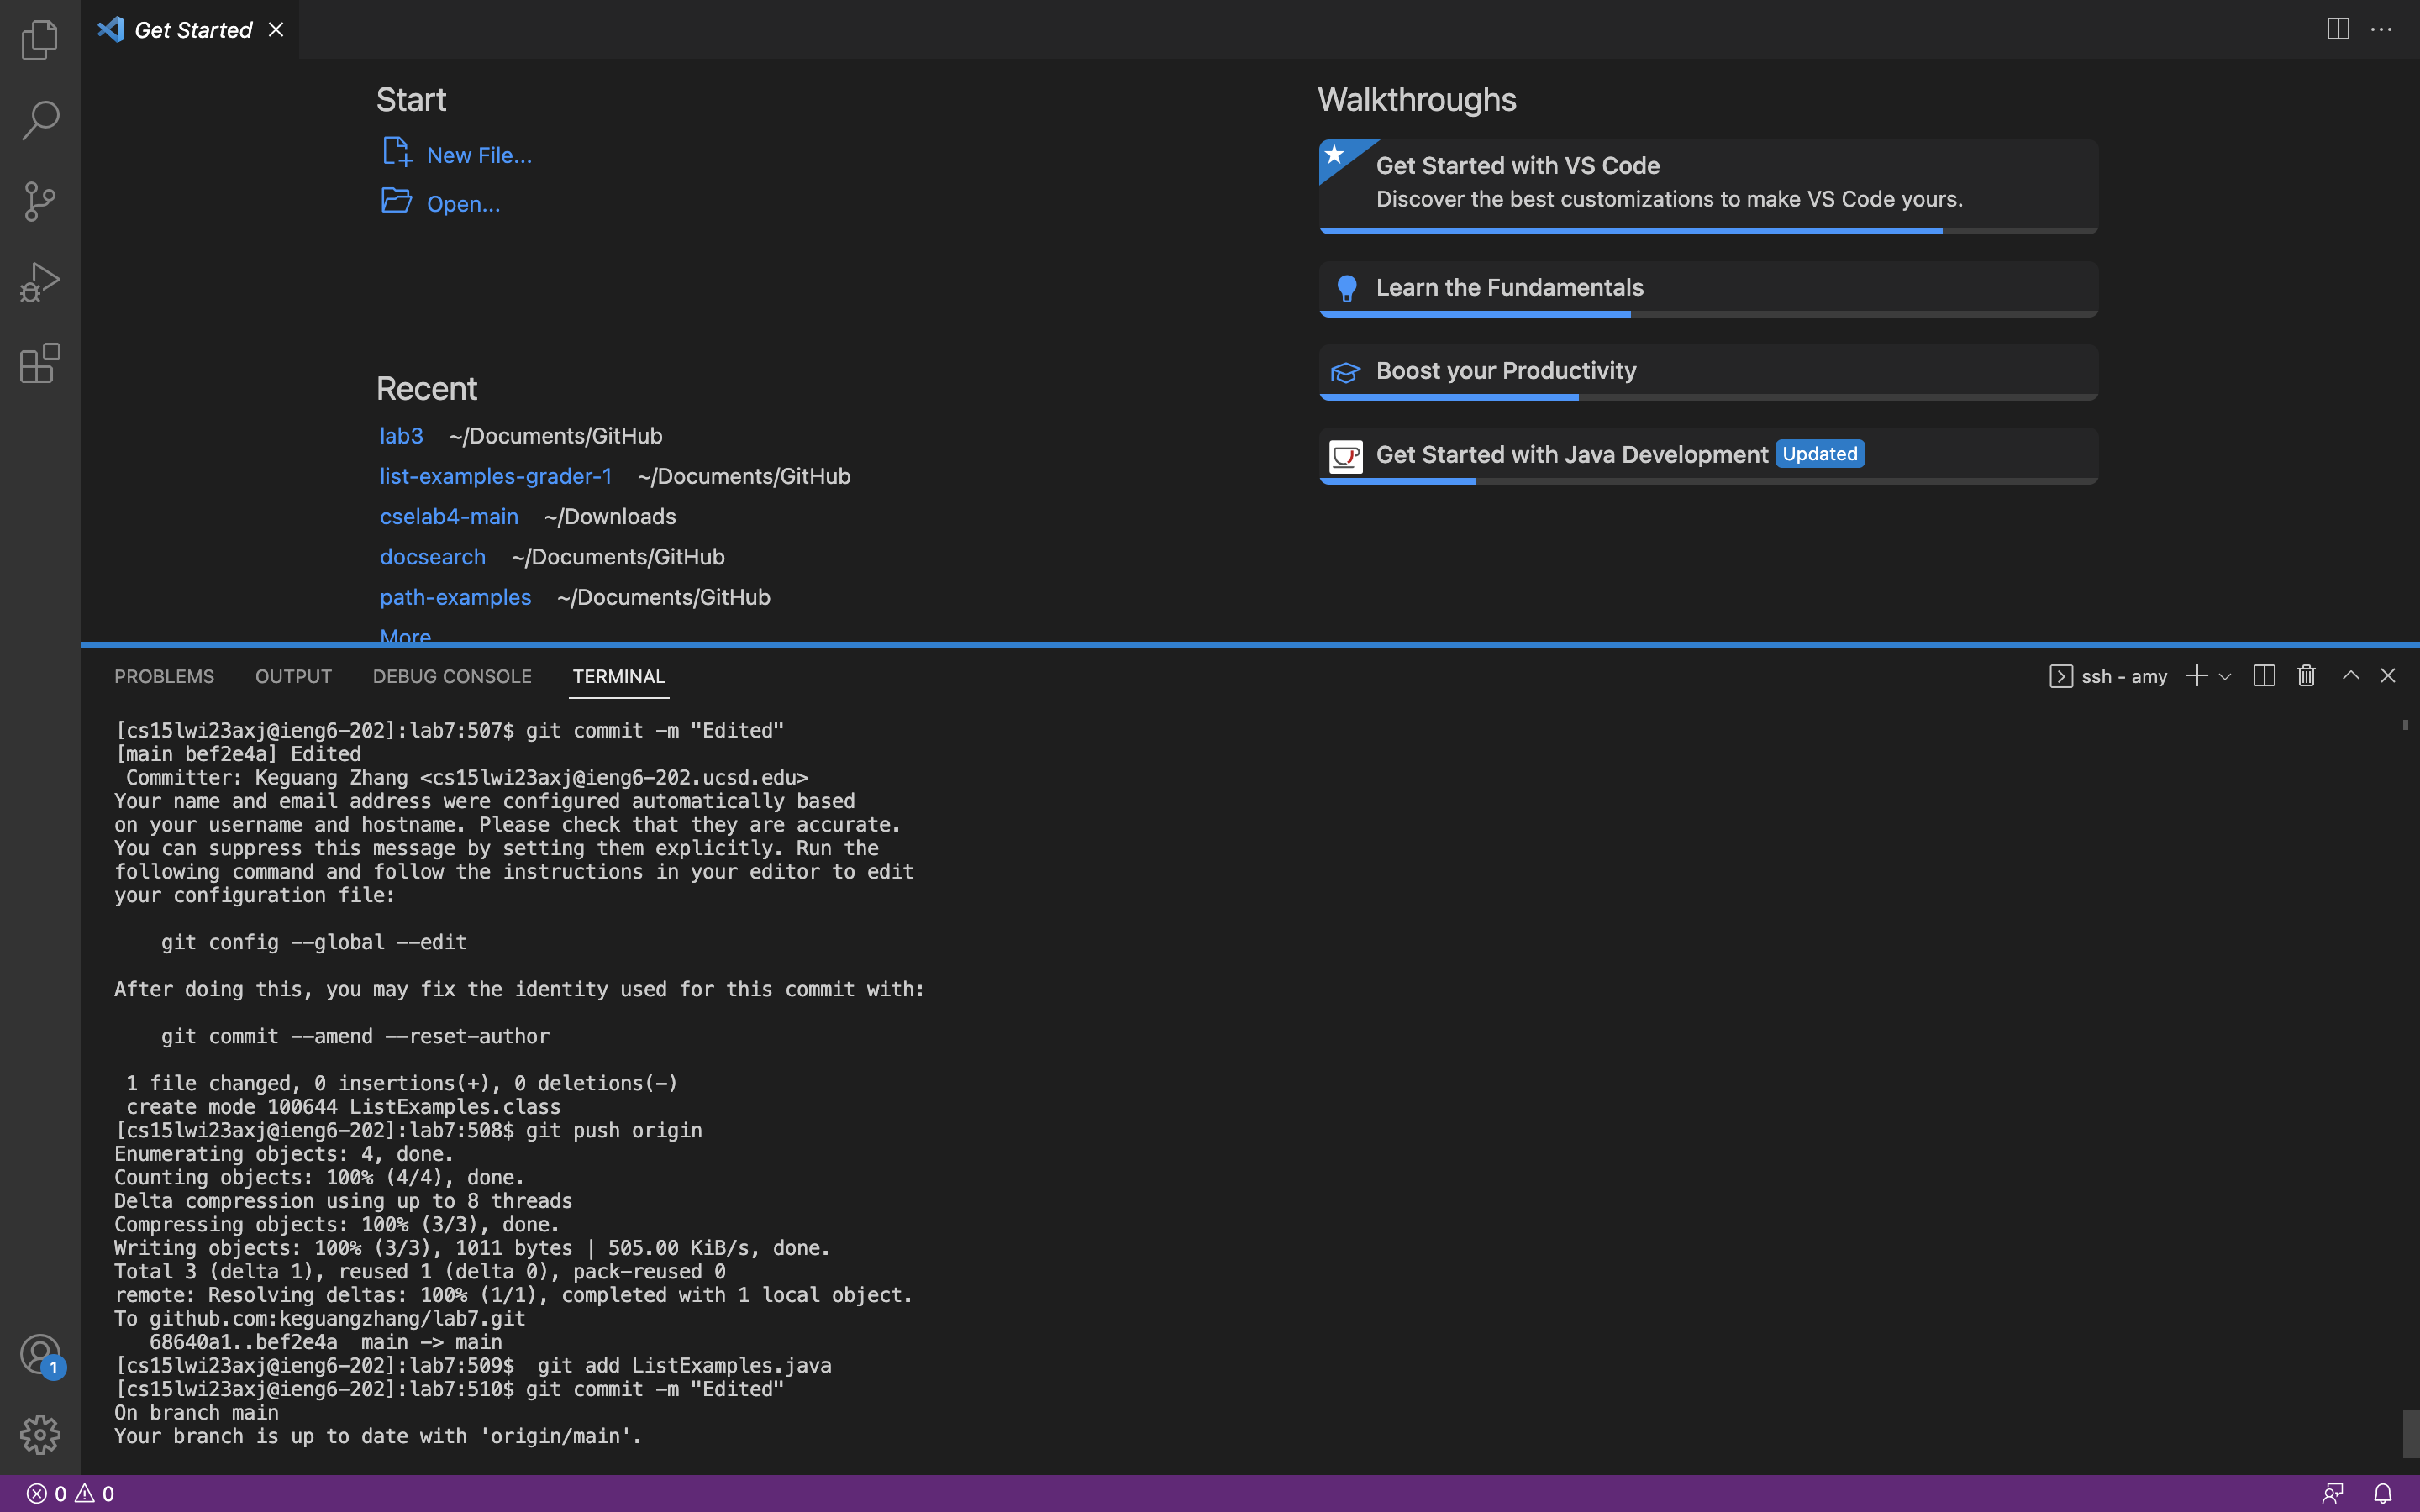 Get Started
Start
New File...
Open...
Recent
lab3 ~/Documents/GitHub
list-examples-grader-1 ~/Documents/GitHub
cselab4-main ~/Downloads
docsearch ~/Documents/GitHub
path-examples ~/Documents/GitHub
More
Walkthroughs
Get Started with VS Code
Discover the best customizations to make VS Code yours.
Learn the Fundamentals
Boost your Productivity
Get Started with Java Development Updated
PROBLEMS OUTPUT DEBUG CONSOLE TERMINAL ssh - amy
[cs15lwi23axj@ieng6-202]:lab7:507$ git commit -m "Edited"
[main bef2e4a] Edited
Committer: Keguang Zhang <cs15lwi23axj@ieng6-202.ucsd.edu>
Your name and email address were configured automatically based
on your username and hostname. Please check that they are accurate.
You can suppress this message by setting them explicitly. Run the
following command and follow the instructions in your editor to edit
your configuration file:
git config --global --edit
After doing this, you may fix the identity used for this commit with:
git commit --amend --reset-author
1 file changed, 0 insertions(+), 0 deletions(-)
create mode 100644 ListExamples.class
[cs15lwi23axj@ieng6-202]:lab7:508$ git push origin
Enumerating objects: 4, done.
Counting objects: 100% (4/4), done.
Delta compression using up to 8 threads
Compressing objects: 100% (3/3), done.
Writing objects: 100% (3/3), 1011 bytes | 505.00 KiB/s, done.
Total 3 (delta 1), reused 1 (delta 0), pack-reused 0
remote: Resolving deltas: 100% (1/1), completed with 1 local object.
To github.com:keguangzhang/lab7.git
68640a1..bef2e4a main -> main
[cs15lwi23axj@ieng6-202]:lab7:509$ git add ListExamples.java
[cs15lwi23axj@ieng6-202]:lab7:510$ git commit -m "Edited"
On branch main
Your branch is up to date with 'origin/main'.
1
0 0